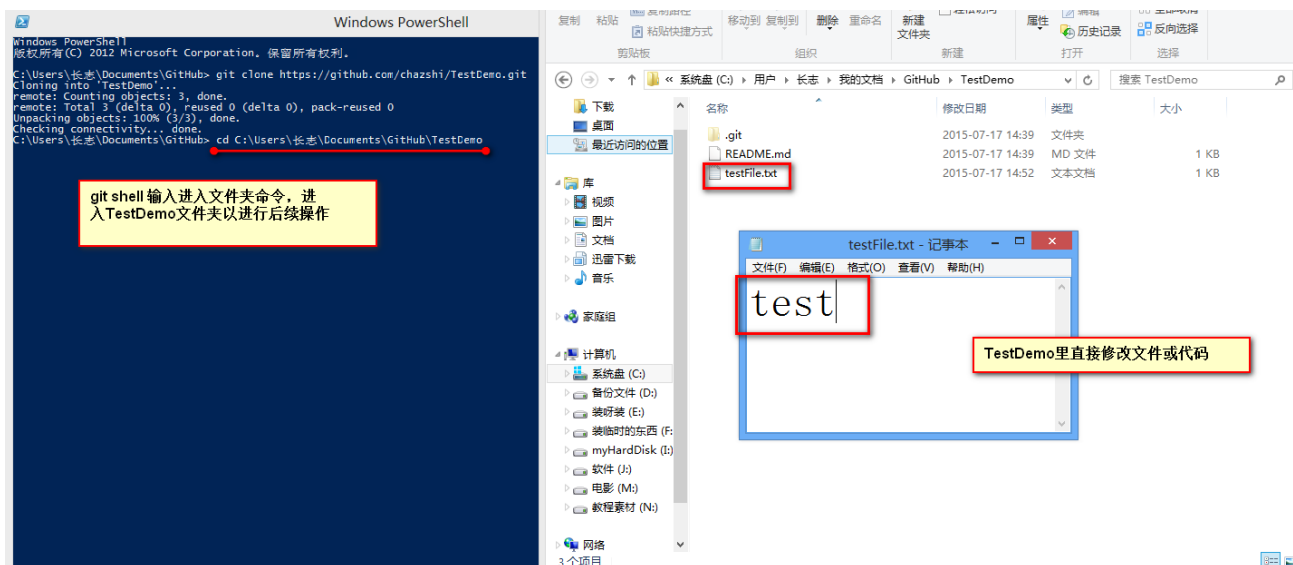 Windows PowerShell
Windows PowerShell
版权所有(C) 2012 Microsoft Corporation。保留所有权利。
C:\Users\长志\Documents\GitHub> git clone https://github.com/chazshi/TestDemo.git
Cloning into 'TestDemo'...
remote: Counting objects: 3, done.
remote: Total 3 (delta 0), reused 0 (delta 0), pack-reused 0
Unpacking objects: 100% (3/3), done.
Checking connectivity... done.
C:\Users\长志\Documents\GitHub> cd C:\Users\长志\Documents\GitHub\TestDemo
git shell 输入进入文件夹命令，进
入TestDemo文件夹以进行后续操作
复制 粘贴 粘贴快捷方式 移动到 复制到 删除 重命名 新建文件夹 属性 编辑 历史记录 反向选择
剪贴板 组织 新建 打开 选择
« 系统盘 (C:) 用户 长志 我的文档 GitHub TestDemo 搜索 TestDemo
名称 修改日期 类型 大小
.git 2015-07-17 14:39 文件夹
README.md 2015-07-17 14:39 MD 文件 1 KB
testFile.txt 2015-07-17 14:52 文本文档 1 KB
下载
桌面
最近访问的位置
库
视频
图片
文档
迅雷下载
音乐
家庭组
计算机
系统盘 (C:)
备份文件 (D:)
装呀装 (E:)
装临时的东西 (F:
myHardDisk (I:)
软件 (J:)
电影 (M:)
教程素材 (N:)
网络
3 个项目
testFile.txt - 记事本
文件(F) 编辑(E) 格式(O) 查看(V) 帮助(H)
test
TestDemo里直接修改文件或代码